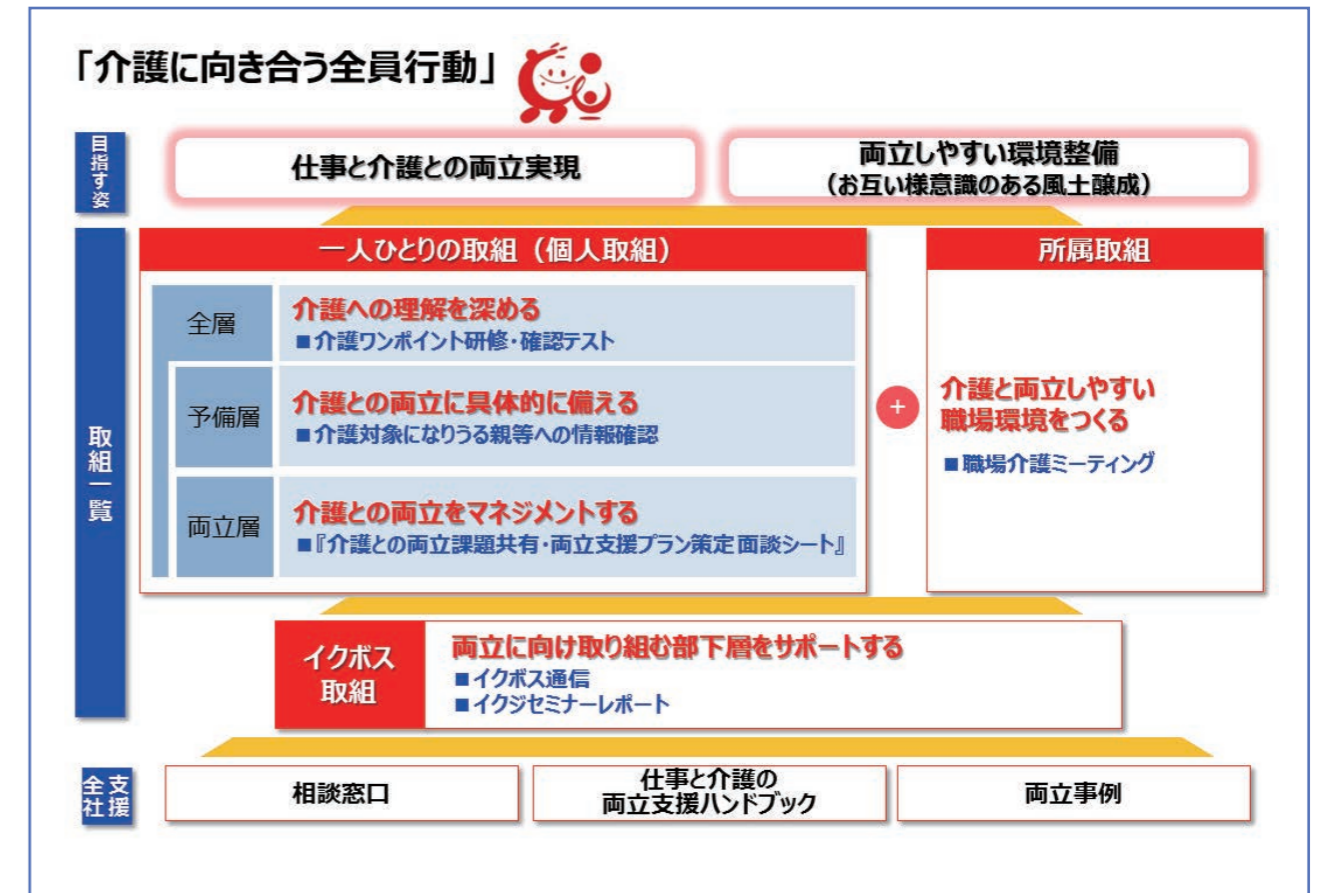 「介護に向き合う全員行動」
目指す姿
仕事と介護との両立実現
両立しやすい環境整備
（お互い様意識のある風土醸成）
取組一覧
一人ひとりの取組（個人取組）
全層
介護への理解を深める
■介護ワンポイント研修・確認テスト
予備層
介護との両立に具体的に備える
■介護対象になりうる親等への情報確認
両立層
介護との両立をマネジメントする
■『介護との両立課題共有・両立支援プラン策定面談シート』
+
所属取組
介護と両立しやすい
職場環境をつくる
■職場介護ミーティング
イクボス
取組
両立に向け取り組む部下層をサポートする
■イクボス通信
■イクジセミナーレポート
全社
支援
相談窓口
仕事と介護の
両立支援ハンドブック
両立事例